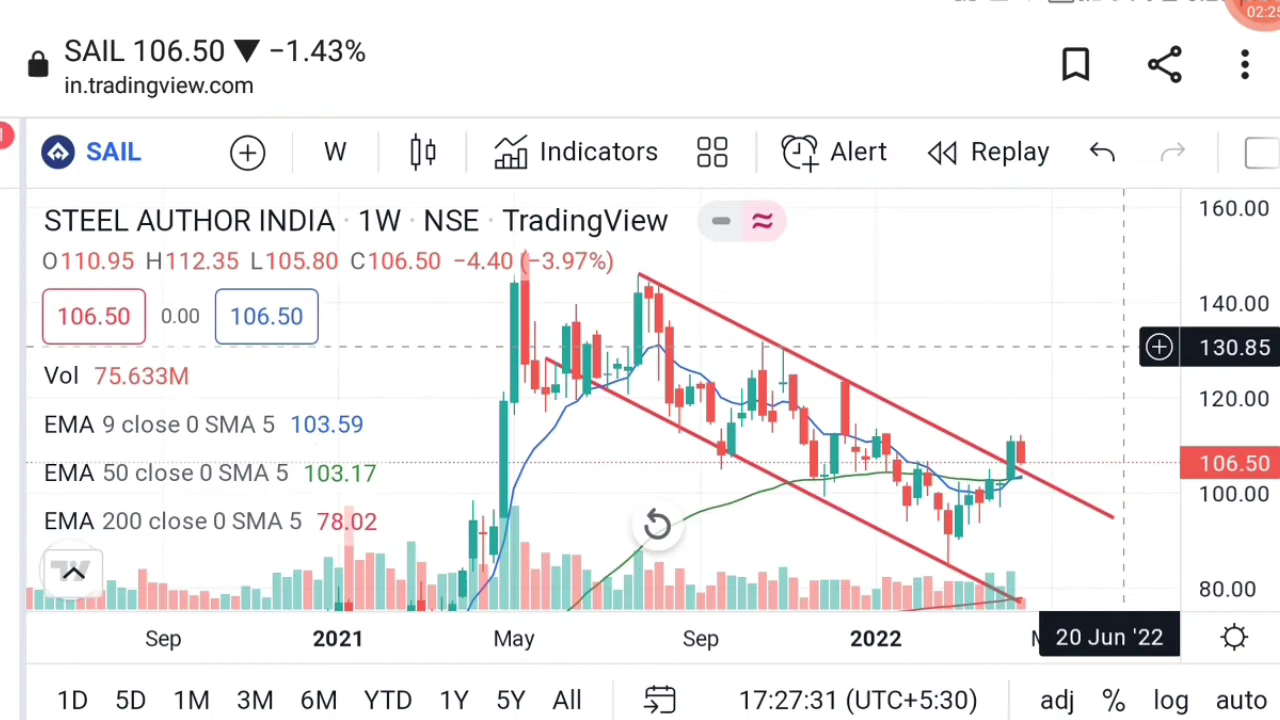 02:25
SAIL 106.50 ▼ −1.43%
in.tradingview.com
SAIL W Indicators Alert Replay
STEEL AUTHOR INDIA · 1W · NSE · TradingView
O110.95 H112.35 L105.80 C106.50 −4.40 (−3.97%)
106.50 0.00 106.50
Vol 75.633M
EMA 9 close 0 SMA 5 103.59
EMA 50 close 0 SMA 5 103.17
EMA 200 close 0 SMA 5 78.02
160.00
140.00
130.85
120.00
106.50
100.00
80.00
Sep 2021 May Sep 2022 20 Jun '22
1D 5D 1M 3M 6M YTD 1Y 5Y All 17:27:31 (UTC+5:30) adj % log auto